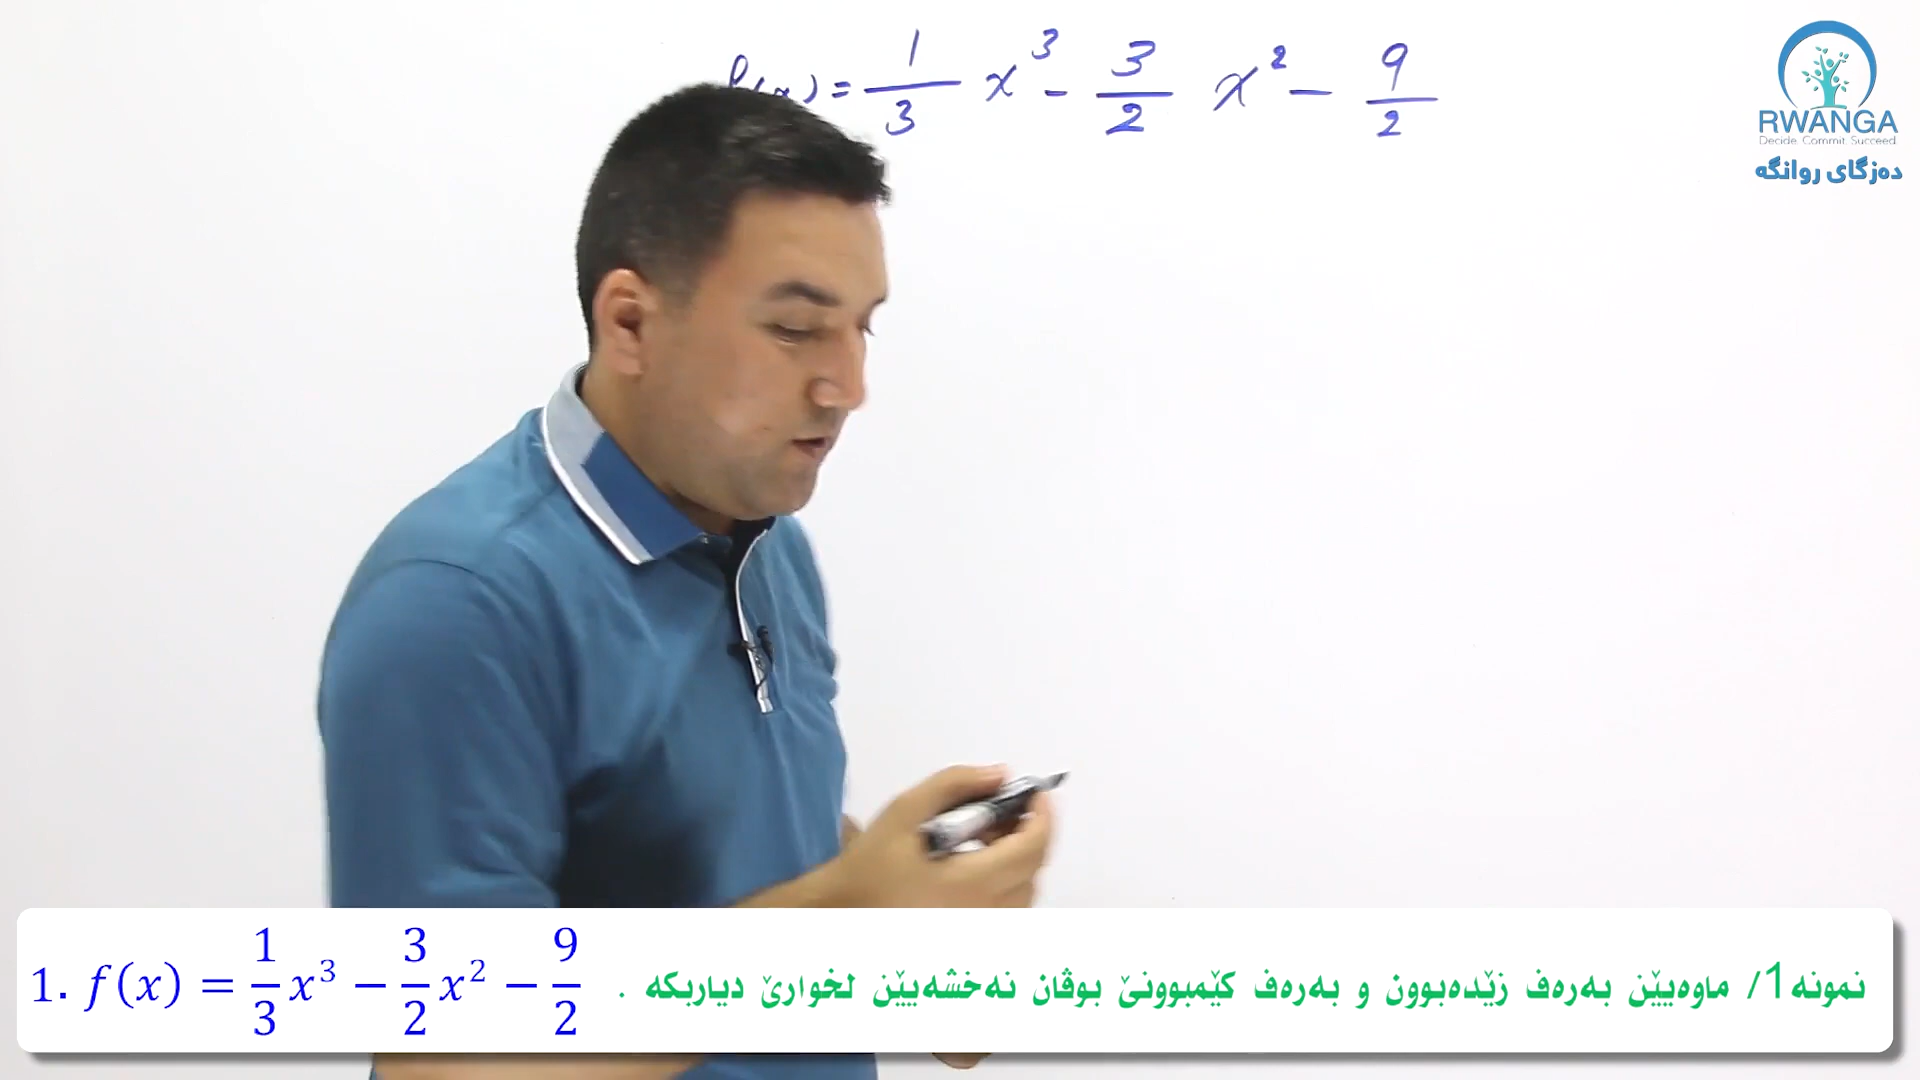 f(x) = 1/3 x³ - 3/2 x² - 9/2
RWANGA
Decide. Commit. Succeed.
دەزگای روانگە
نمونە1/ ماوەیێن بەرەف زێدەبوون و بەرەف کێمبوونێ بوڤان نەخشەیێن لخوارێ دیاربکە .
1. f(x) = 1/3 x³ − 3/2 x² − 9/2